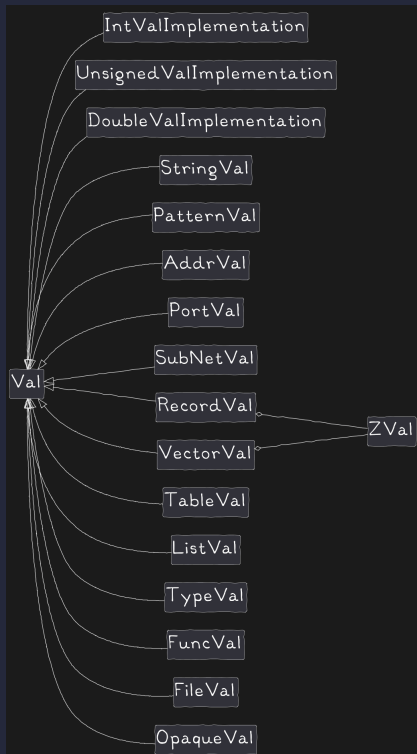 IntValImplementation
UnsignedValImplementation
DoubleValImplementation
StringVal
PatternVal
AddrVal
PortVal
SubNetVal
Val
RecordVal
ZVal
VectorVal
TableVal
ListVal
TypeVal
FuncVal
FileVal
OpaqueVal